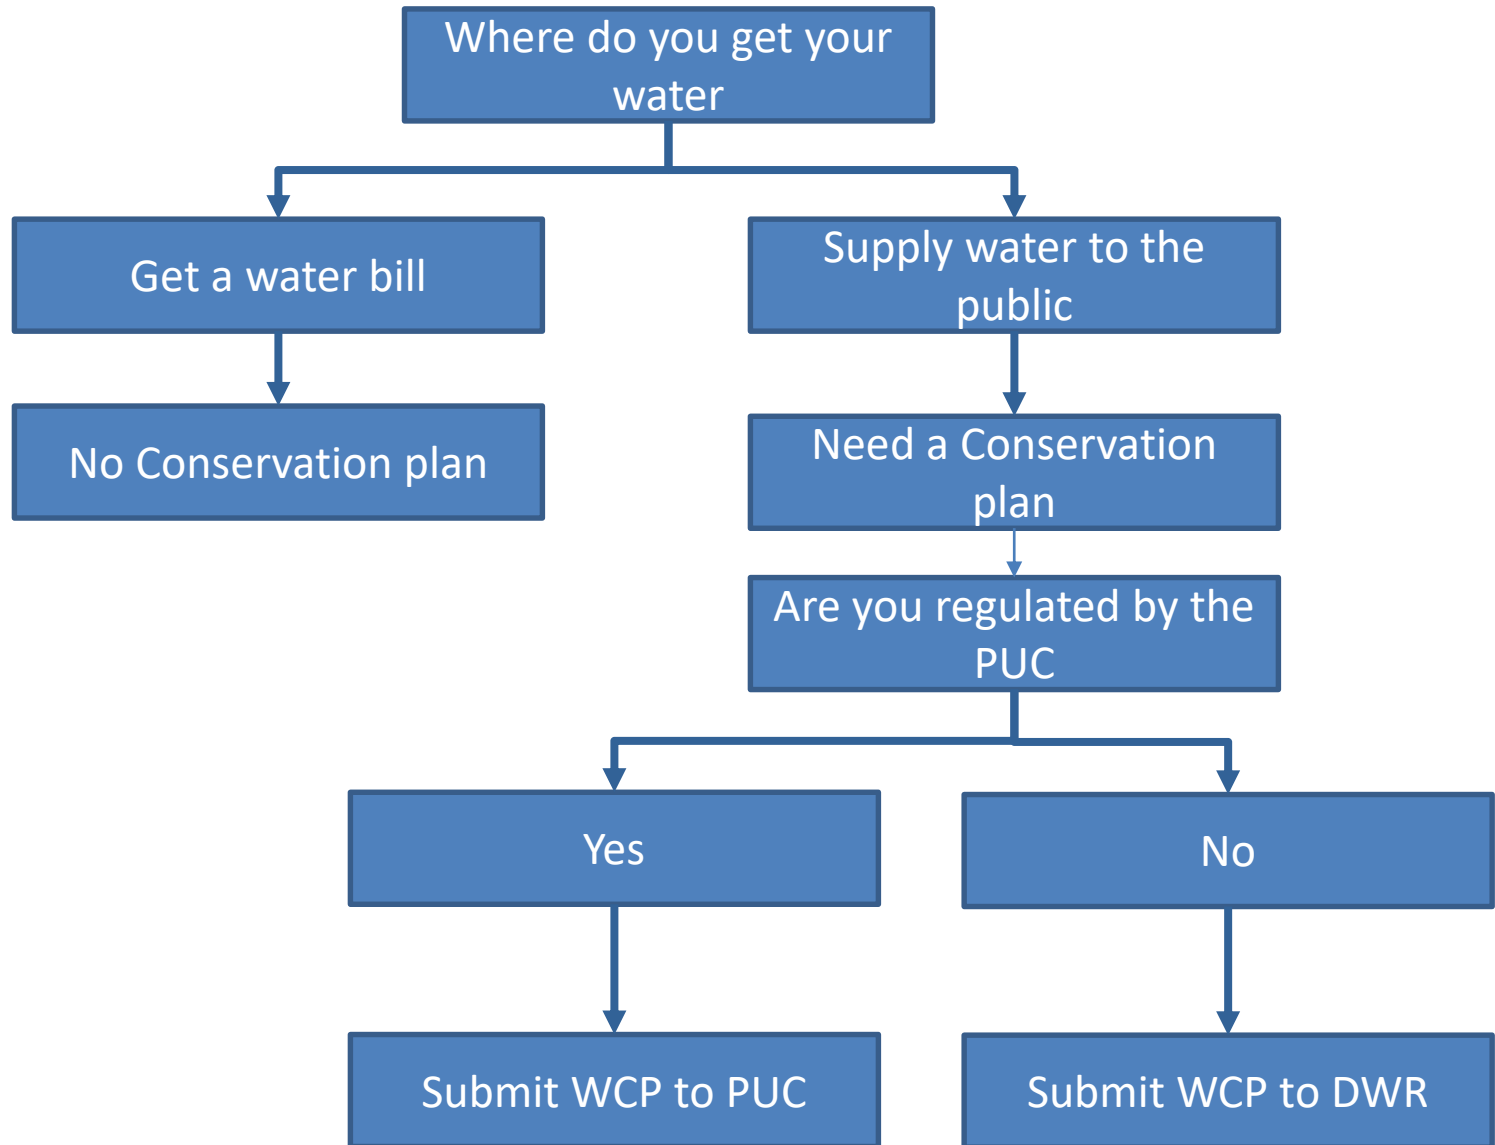 Where do you get your
water
Get a water bill
Supply water to the
public
No Conservation plan
Need a Conservation
plan
Are you regulated by the
PUC
Yes
No
Submit WCP to PUC
Submit WCP to DWR